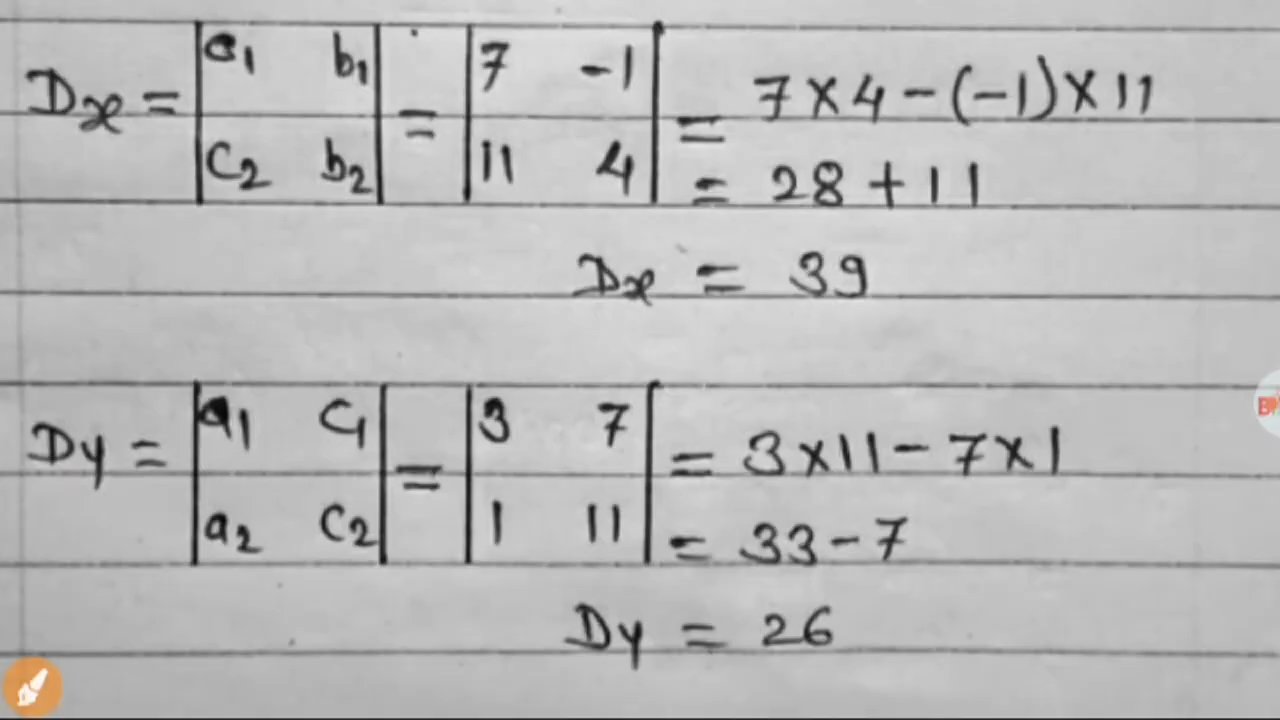 Dx = | a1 b1 | = | 7 -1 | = 7 × 4 - (-1) × 11
| c2 b2 | | 11 4 | = 28 + 11
Dx = 39
Dy = | a1 c1 | = | 3 7 | = 3 × 11 - 7 × 1
| a2 c2 | | 1 11 | = 33 - 7
Dy = 26